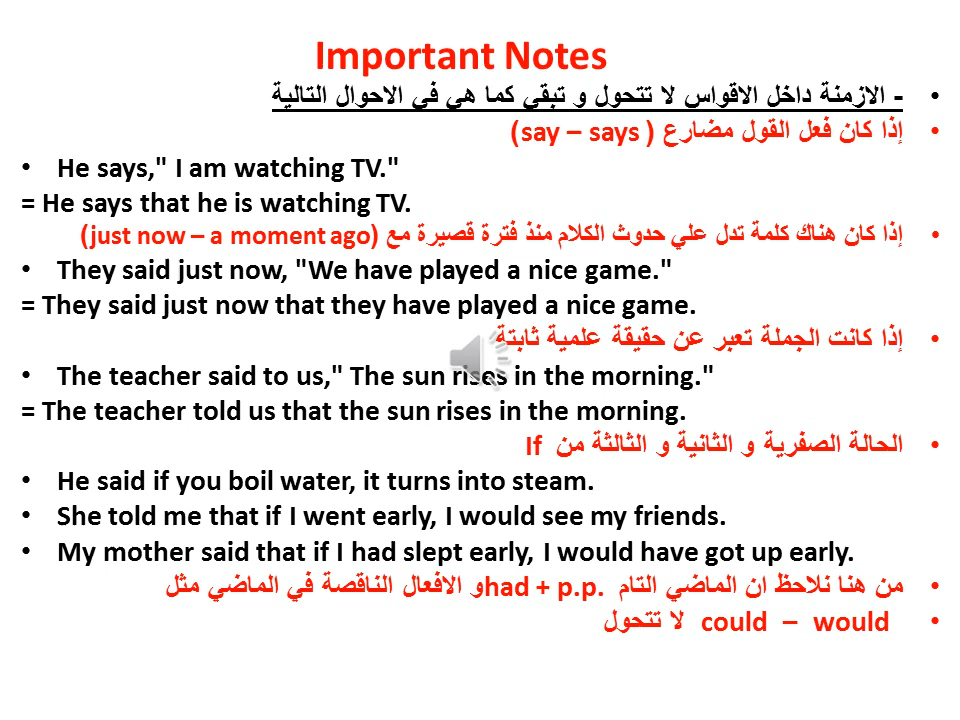 Important Notes
• - الازمنة داخل الاقواس لا تتحول و تبقي كما هي في الاحوال التالية
• إذا كان فعل القول مضارع ( say – says)
• He says," I am watching TV."
= He says that he is watching TV.
• إذا كان هناك كلمة تدل علي حدوث الكلام منذ فترة قصيرة مع (just now – a moment ago)
• They said just now, "We have played a nice game."
= They said just now that they have played a nice game.
• إذا كانت الجملة تعبر عن حقيقة علمية ثابتة
• The teacher said to us," The sun rises in the morning."
= The teacher told us that the sun rises in the morning.
• الحالة الصفرية و الثانية و الثالثة من If
• He said if you boil water, it turns into steam.
• She told me that if I went early, I would see my friends.
• My mother said that if I had slept early, I would have got up early.
• من هنا نلاحظ ان الماضي التام had + p.p. و الافعال الناقصة في الماضي مثل
• could – would لا تتحول